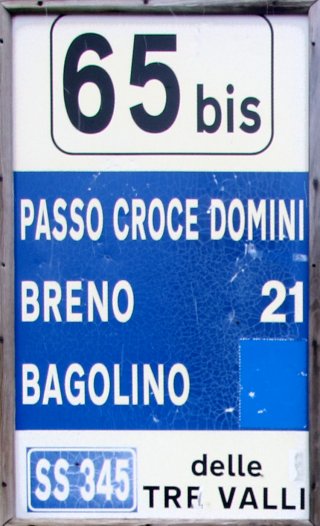 65 bis
PASSO CROCE DOMINI
BRENO 21
BAGOLINO
SS 345 delle
TRE VALLI